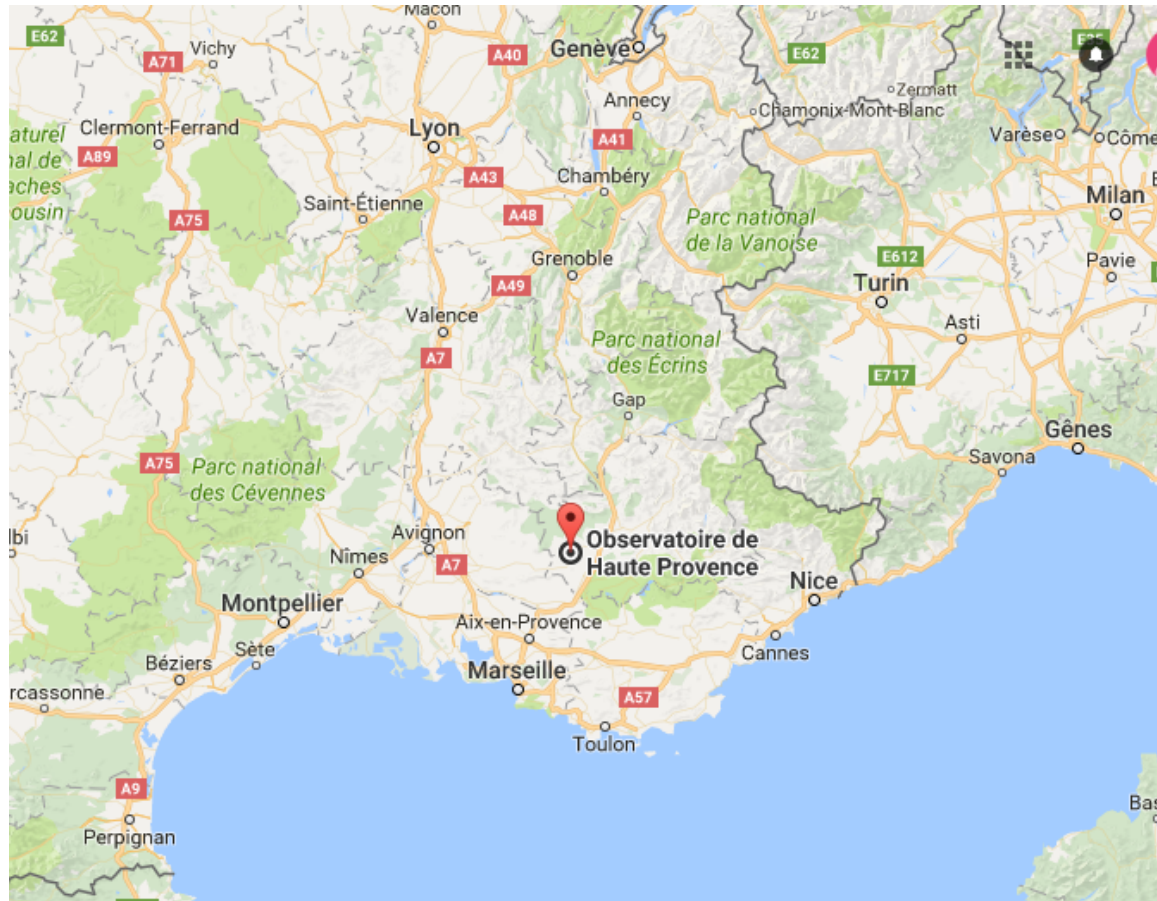 Macon
E62
A40
Genève
E62
E35
A71
Vichy
Annecy
Zermatt
Chamonix-Mont-Blanc
Clermont-Ferrand
Lyon
A41
Varèse
Côme
aturel
nal de
aches
ousin
A89
A43
Chambéry
Milan
A75
Saint-Étienne
A48
Parc national
de la Vanoise
E612
Pavie
Grenoble
A49
Turin
Valence
Asti
A7
Parc national
des Écrins
E717
Gap
Gênes
A75
Parc national
des Cévennes
Savona
lbi
Avignon
Observatoire de
Haute Provence
Nîmes
A7
Nice
Montpellier
Aix-en-Provence
Sète
Béziers
Cannes
Marseille
rcassonne
A57
Toulon
A9
Bas
Perpignan